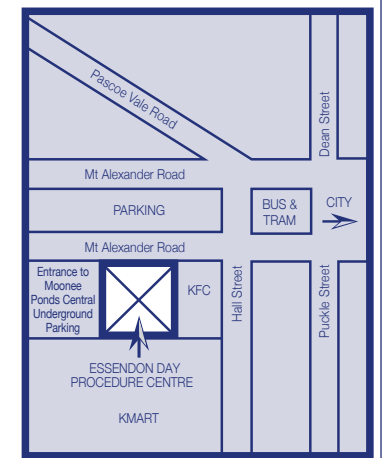 Pascoe Vale Road
Dean Street
Mt Alexander Road
PARKING
BUS &
TRAM
CITY
Mt Alexander Road
Entrance to
Moonee
Ponds Central
Underground
Parking
KFC
Hall Street
Puckle Street
ESSENDON DAY
PROCEDURE CENTRE
KMART